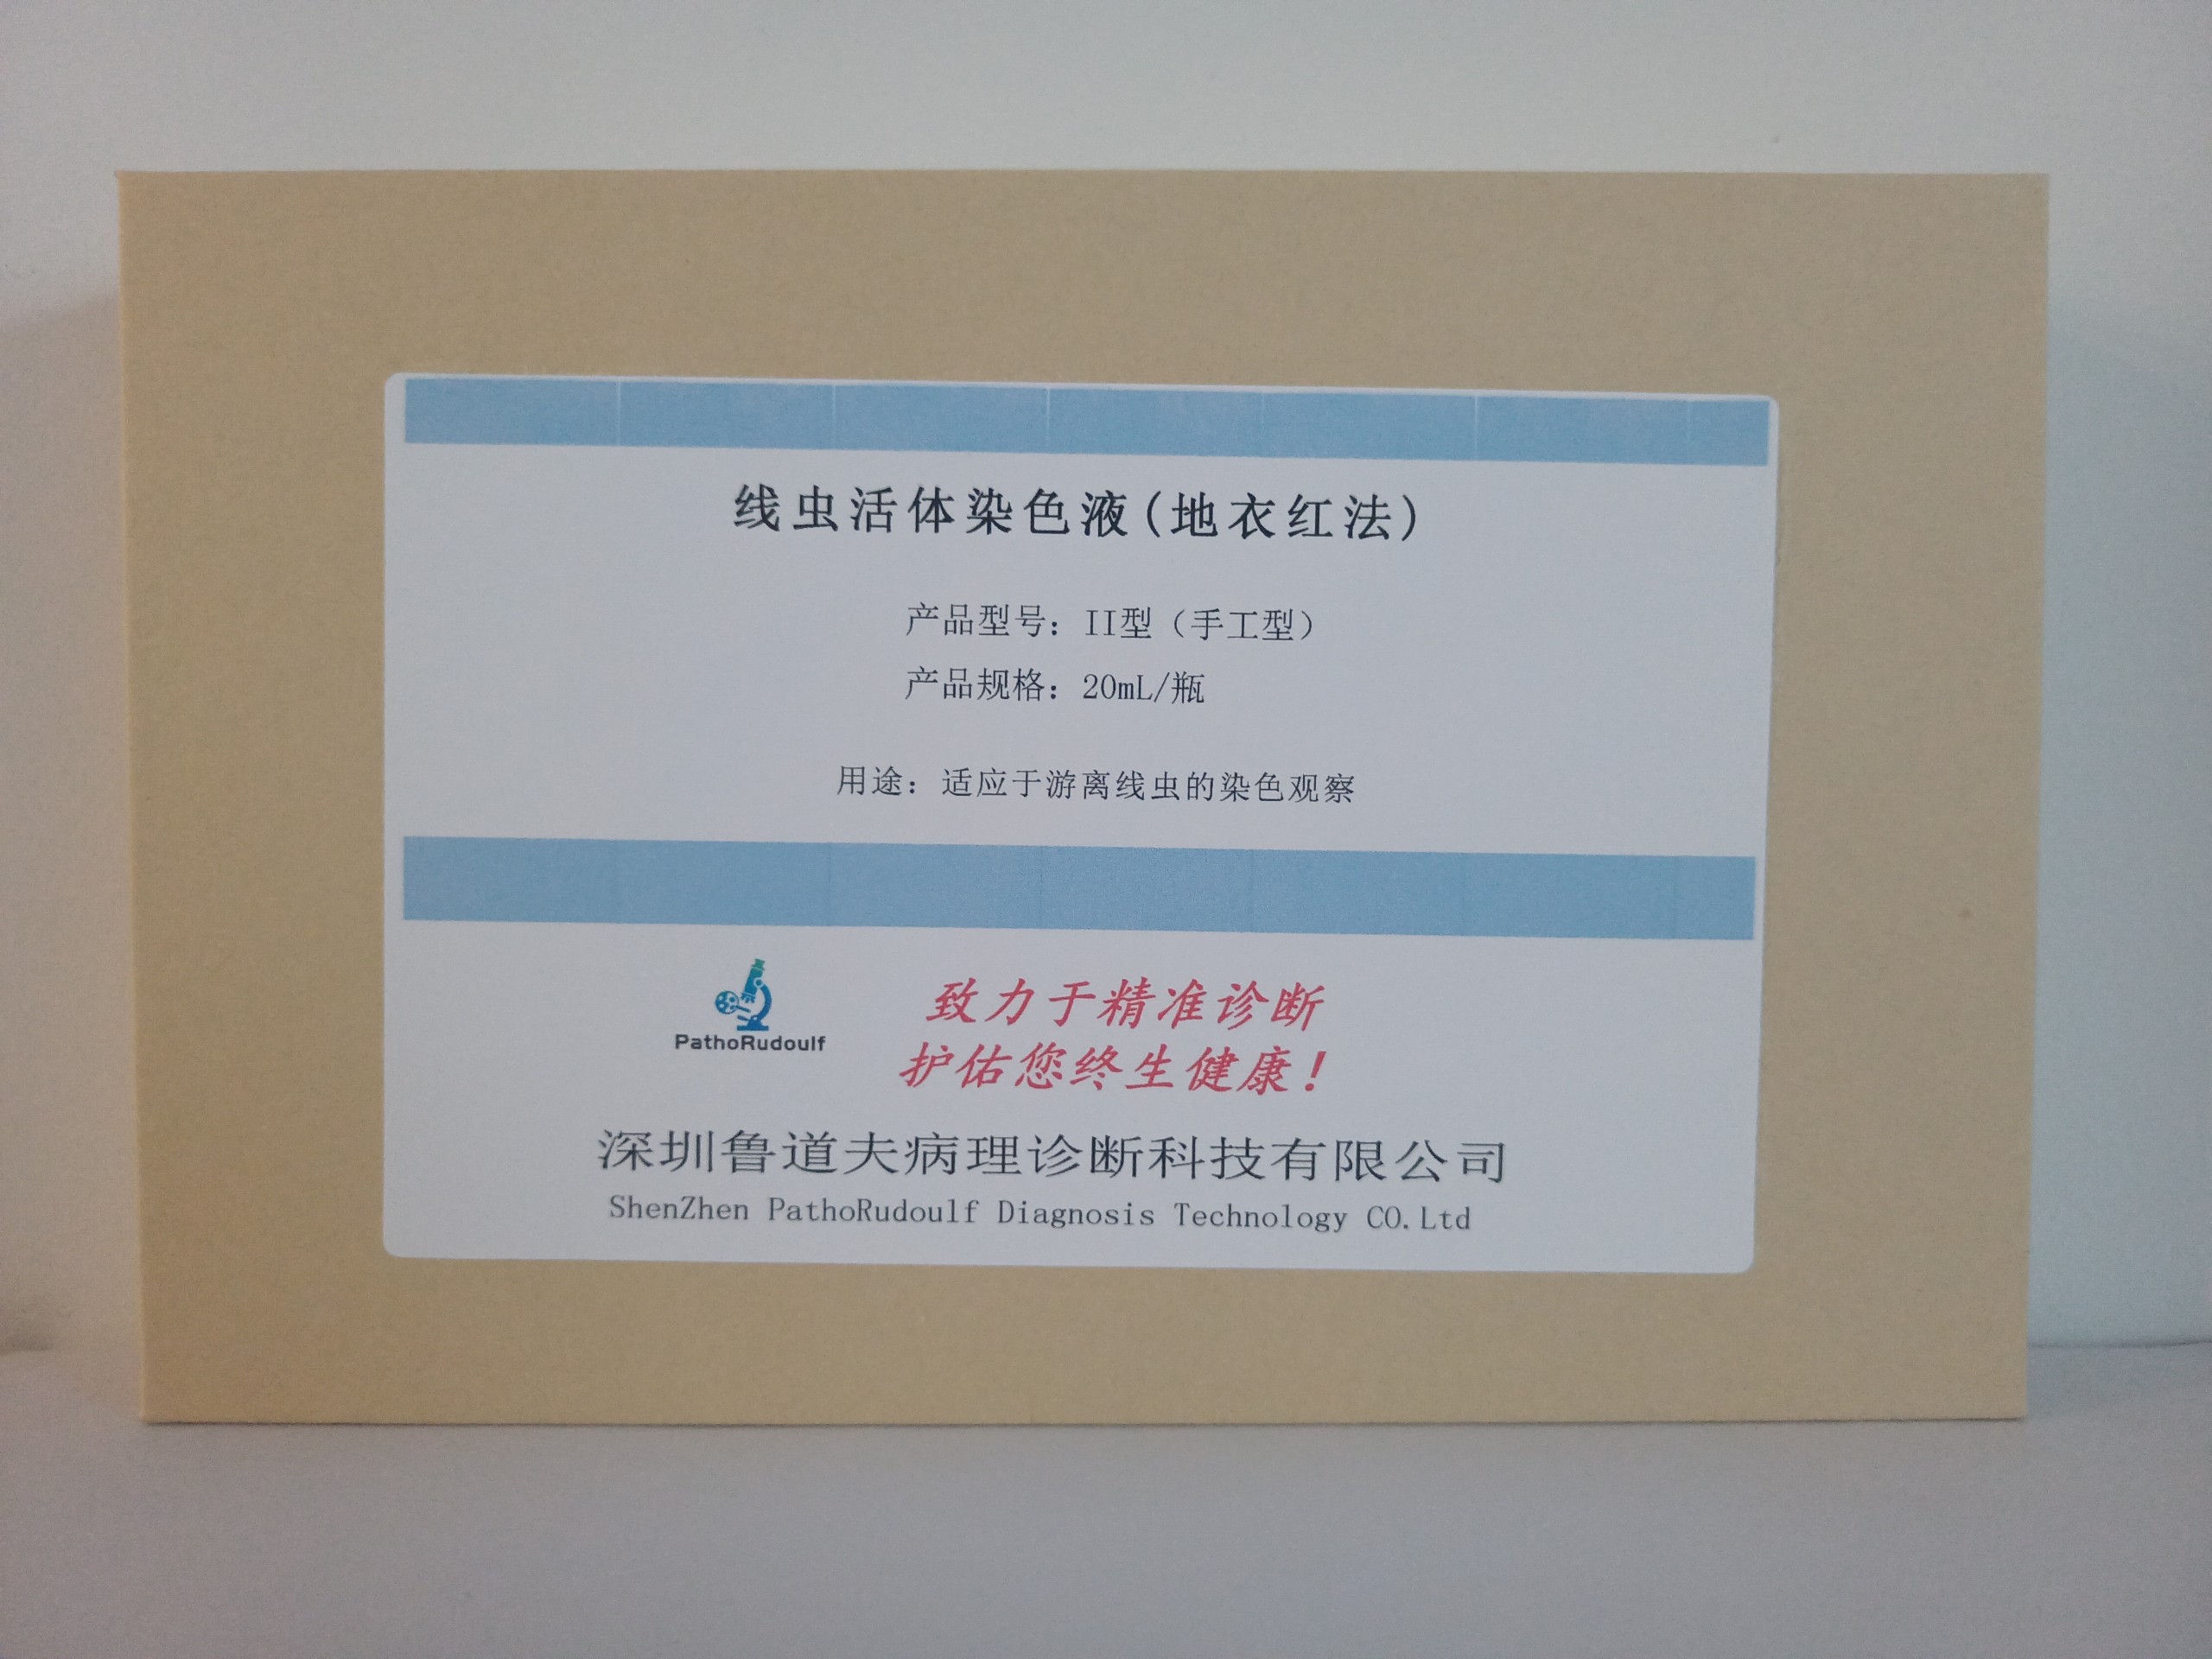 线虫活体染色液(地衣红法)
产品型号：II型（手工型）
产品规格：20mL/瓶
用途：适应于游离线虫的染色观察
PathoRudoulf
致力于精准诊断
护佑您终生健康！
深圳鲁道夫病理诊断科技有限公司
ShenZhen PathoRudoulf Diagnosis Technology CO.Ltd